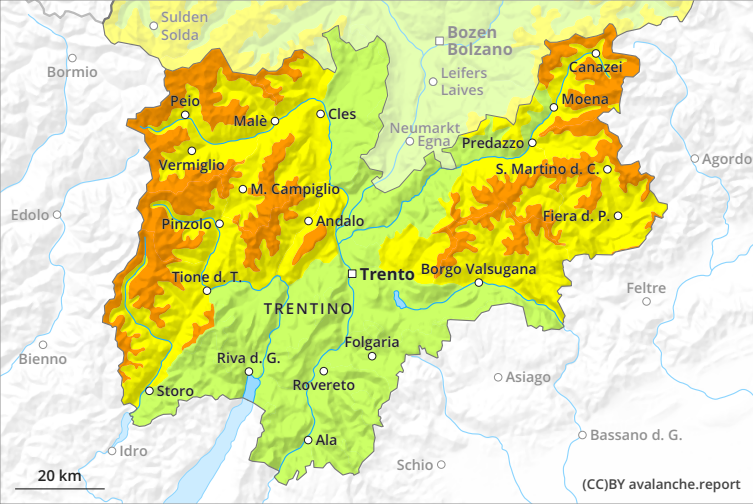 Sulden
Solda
Bozen
Bolzano
Bormio
Canazei
Leifers
Laives
Peio
Moena
Malè
Cles
Neumarkt
Egna
Predazzo
Vermiglio
Agordo
S. Martino d. C.
M. Campiglio
Edolo
Fiera d. P.
Pinzolo
Andalo
Trento
Borgo Valsugana
Tione d. T.
Feltre
TRENTINO
Folgaria
Bienno
Riva d. G.
Asiago
Rovereto
Storo
Bassano d. G.
Ala
Idro
Schio
20 km
(CC)BY avalanche.report